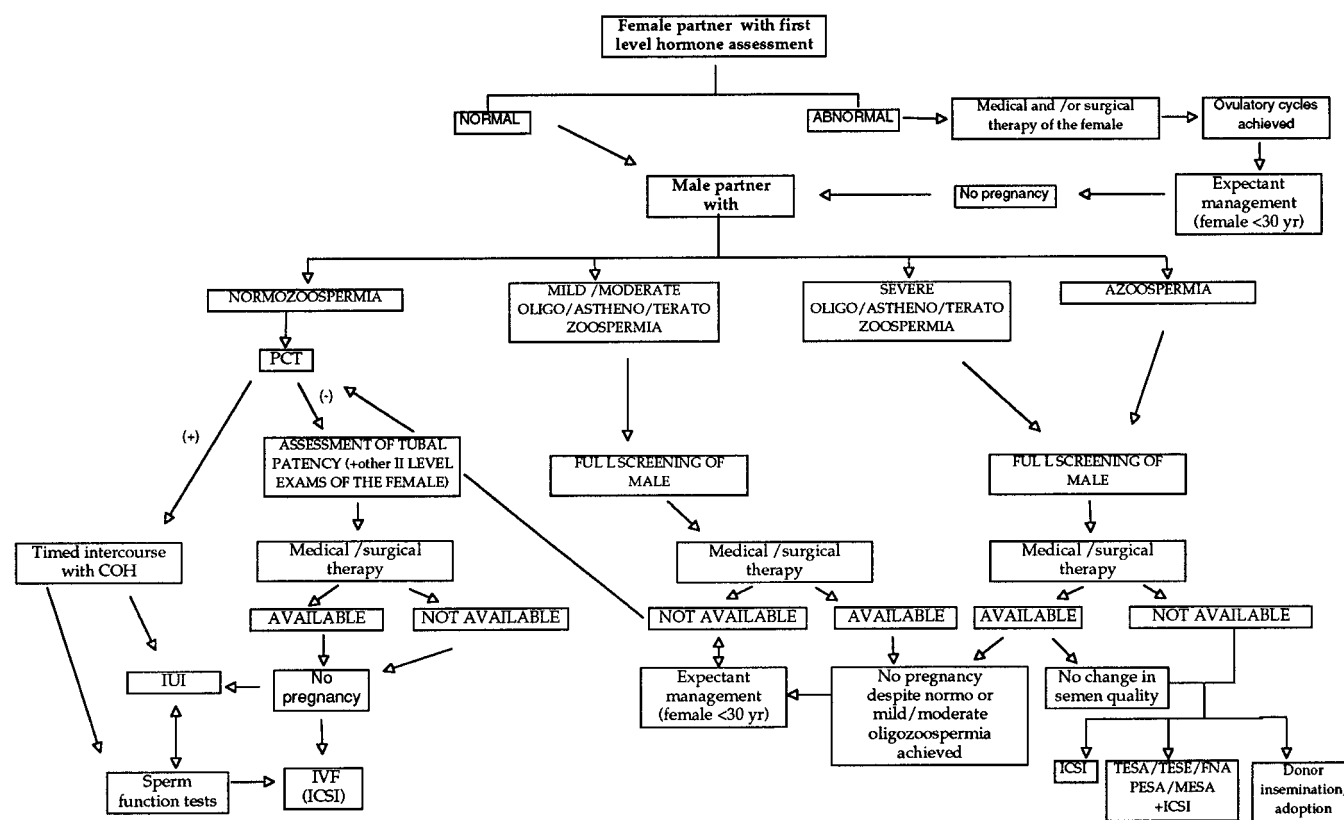 Female partner with first
level hormone assessment
NORMAL
ABNORMAL
Medical and /or surgical
therapy of the female
Ovulatory cycles
achieved
Male partner
with
No pregnancy
Expectant
management
(female <30 yr)
NORMOZOOSPERMIA
MILD /MODERATE
OLIGO/ASTHENO/TERATO
ZOOSPERMIA
SEVERE
OLIGO/ASTHENO/TERATO
ZOOSPERMIA
AZOOSPERMIA
PCT
(+)
(-)
ASSESSMENT OF TUBAL
PATENCY (+other II LEVEL
EXAMS OF THE FEMALE)
FULL SCREENING OF
MALE
FULL SCREENING OF
MALE
Timed intercourse
with COH
Medical /surgical
therapy
Medical /surgical
therapy
Medical /surgical
therapy
AVAILABLE
NOT AVAILABLE
NOT AVAILABLE
AVAILABLE
AVAILABLE
NOT AVAILABLE
IUI
No
pregnancy
Expectant
management
(female <30 yr)
No pregnancy
despite normo or
mild/moderate
oligozoospermia
achieved
No change in
semen quality
Sperm
function tests
IVF
(ICSI)
ICSI
TESA/TESE/FNA
PESA/MESA
+ICSI
Donor
insemination,
adoption